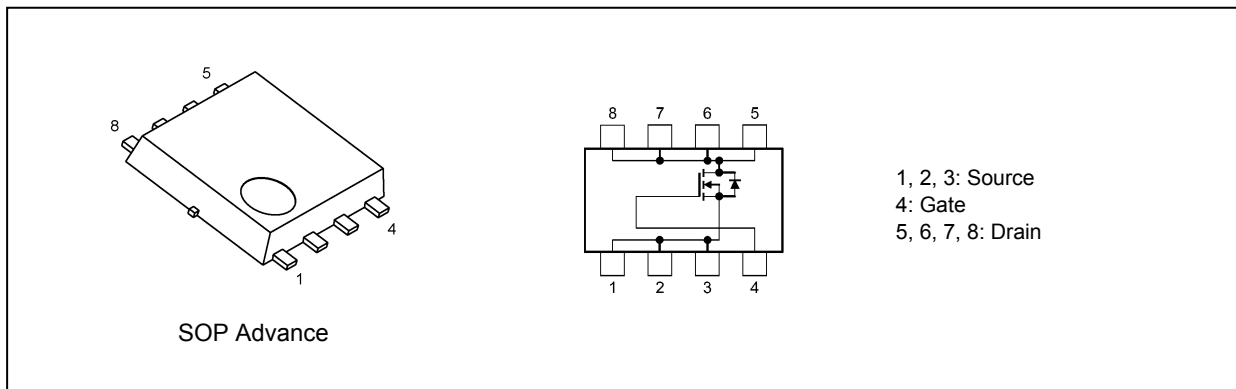 5
8
4
1
SOP Advance
8 7 6 5
1 2 3 4
1, 2, 3: Source
4: Gate
5, 6, 7, 8: Drain